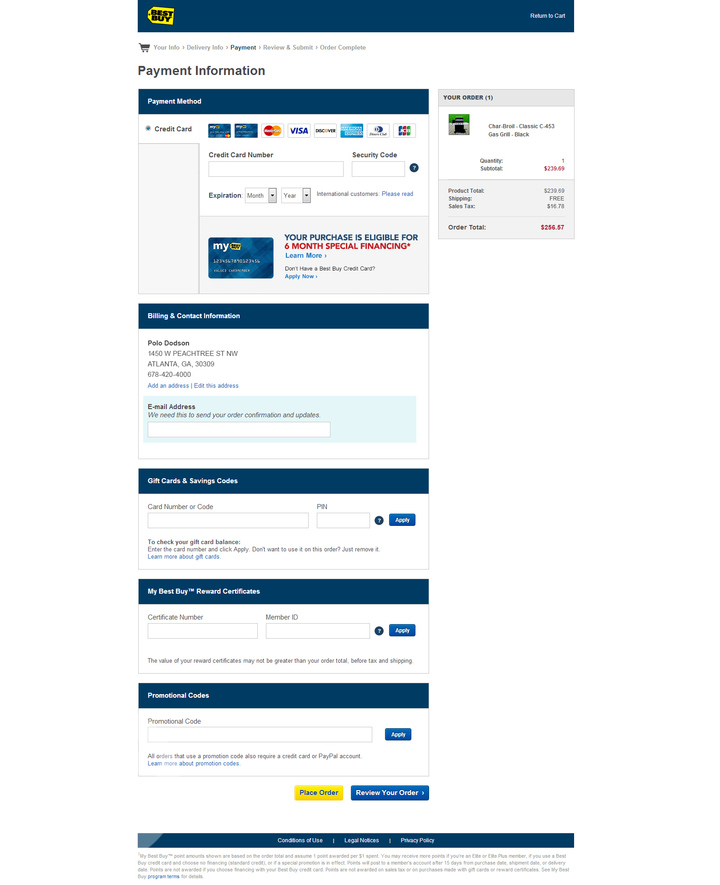 BEST BUY
Return to Cart
Your Info › Delivery Info › Payment › Review & Submit › Order Complete
Payment Information
Payment Method
Credit Card
my BEST BUY my BEST BUY MasterCard VISA DISCOVER AMERICAN EXPRESS Diners Club JCB
Credit Card Number
Security Code
?
Expiration: Month Year International customers: Please read
my BEST BUY
YOUR PURCHASE IS ELIGIBLE FOR
6 MONTH SPECIAL FINANCING*
Learn More ›
Don't Have a Best Buy Credit Card?
Apply Now ›
YOUR ORDER (1)
Char-Broil - Classic C-453
Gas Grill - Black
Quantity: 1
Subtotal: $239.69
Product Total: $239.69
Shipping: FREE
Sales Tax: $16.78
Order Total: $256.57
Billing & Contact Information
Polo Dodson
1450 W PEACHTREE ST NW
ATLANTA, GA, 30309
678-420-4000
Add an address | Edit this address
E-mail Address
We need this to send your order confirmation and updates.
Gift Cards & Savings Codes
Card Number or Code
PIN
?
Apply
To check your gift card balance:
Enter the card number and click Apply. Don't want to use it on this order? Just remove it.
Learn more about gift cards.
My Best Buy™ Reward Certificates
Certificate Number
Member ID
?
Apply
The value of your reward certificates may not be greater than your order total, before tax and shipping.
Promotional Codes
Promotional Code
Apply
All orders that use a promotion code also require a credit card or PayPal account.
Learn more about promotion codes.
Place Order
Review Your Order ›
Conditions of Use | Legal Notices | Privacy Policy
*My Best Buy™ point amounts shown are based on the order total and assume 1 point awarded per $1 spent. You may receive more points if you're an Elite or Elite Plus member, if you use a Best
Buy credit card and choose no financing (standard credit), or if a special promotion is in effect. Points will post to a member's account after 15 days from purchase date, shipment date, or delivery
date. Points are not awarded if you choose financing with your Best Buy credit card. Points are not awarded on sales tax or on purchases made with gift cards or reward certificates. See My Best
Buy program terms for details.